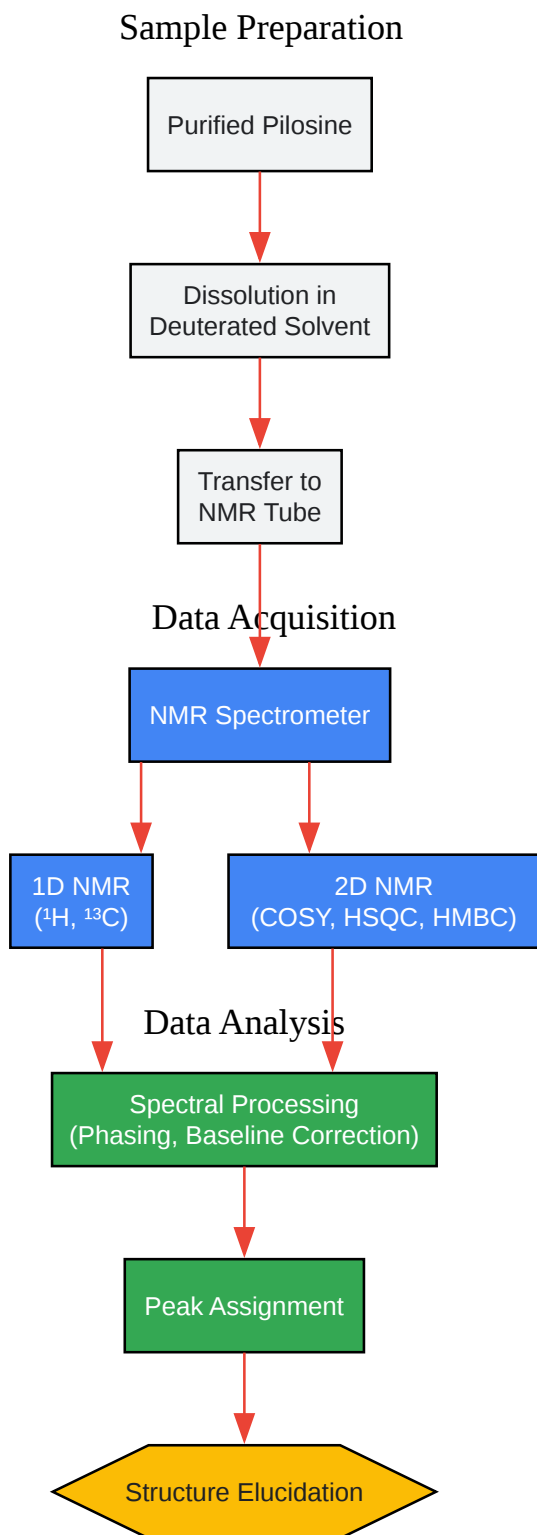 Sample Preparation
Purified Pilosine
Dissolution in
Deuterated Solvent
Transfer to
NMR Tube
Data Acquisition
NMR Spectrometer
1D NMR
(¹H, ¹³C)
2D NMR
(COSY, HSQC, HMBC)
Data Analysis
Spectral Processing
(Phasing, Baseline Correction)
Peak Assignment
Structure Elucidation